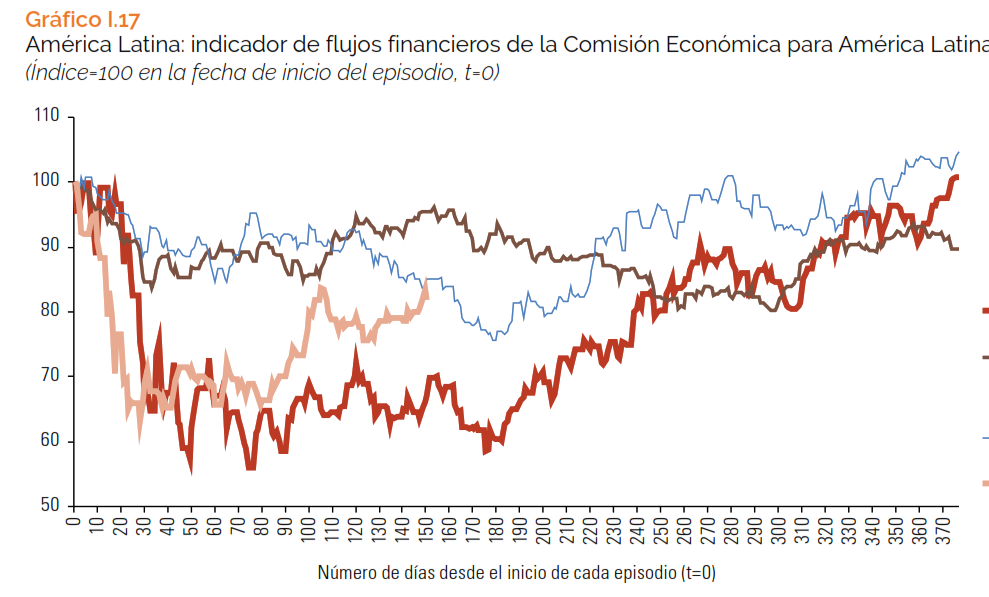 Gráfico I.17
América Latina: indicador de flujos financieros de la Comisión Económica para América Latina
(Índice=100 en la fecha de inicio del episodio, t=0)
110
100
90
80
70
60
50
0 10 20 30 40 50 60 70 80 90 100 110 120 130 140 150 160 170 180 190 200 210 220 230 240 250 260 270 280 290 300 310 320 330 340 350 360 370
Número de días desde el inicio de cada episodio (t=0)